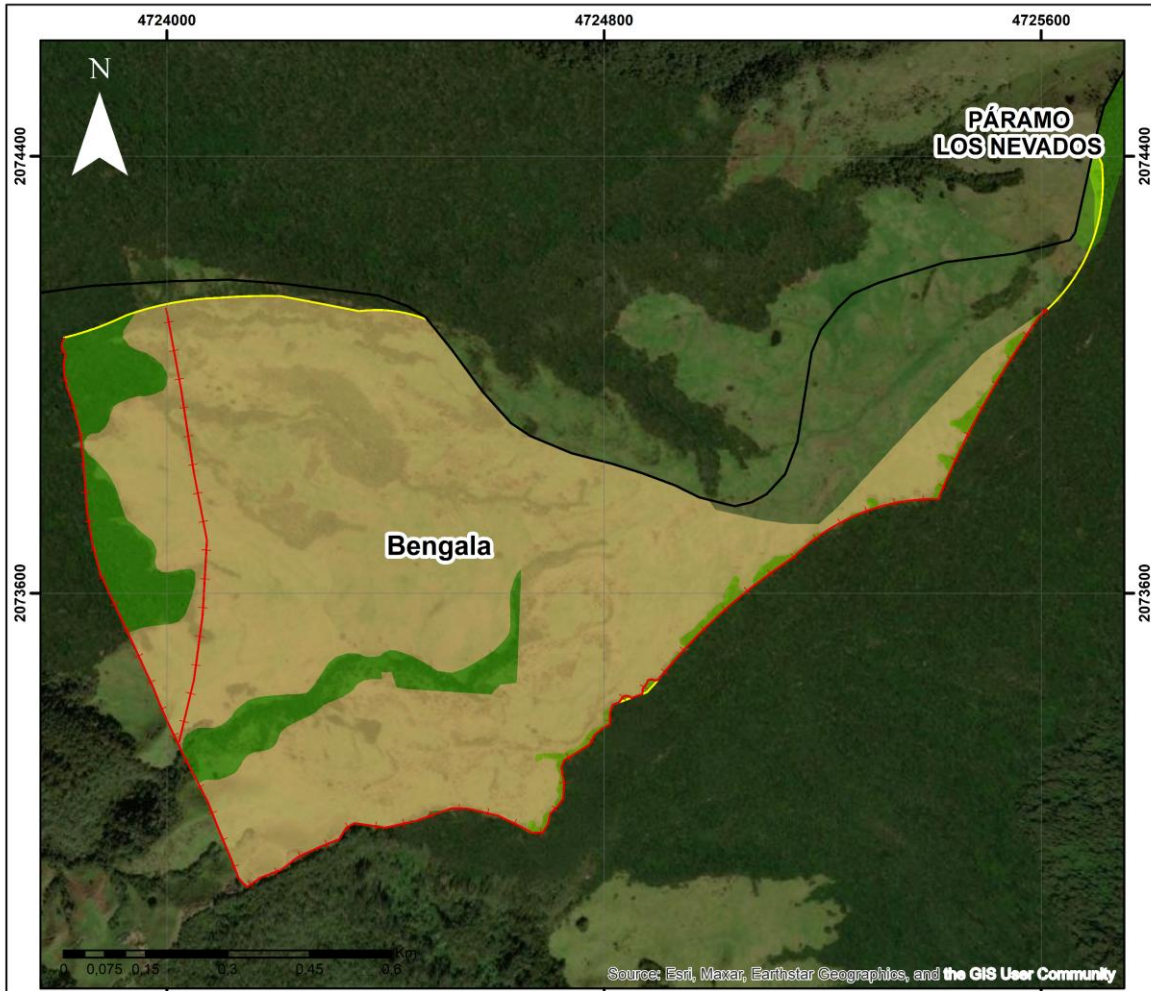 4724000
4724800
4725600
N
PÁRAMO
LOS NEVADOS
2074400
2074400
Bengala
2073600
2073600
Km
0 0,075 0,15 0,3 0,45 0,6
Source: Esri, Maxar, Earthstar Geographics, and the GIS User Community